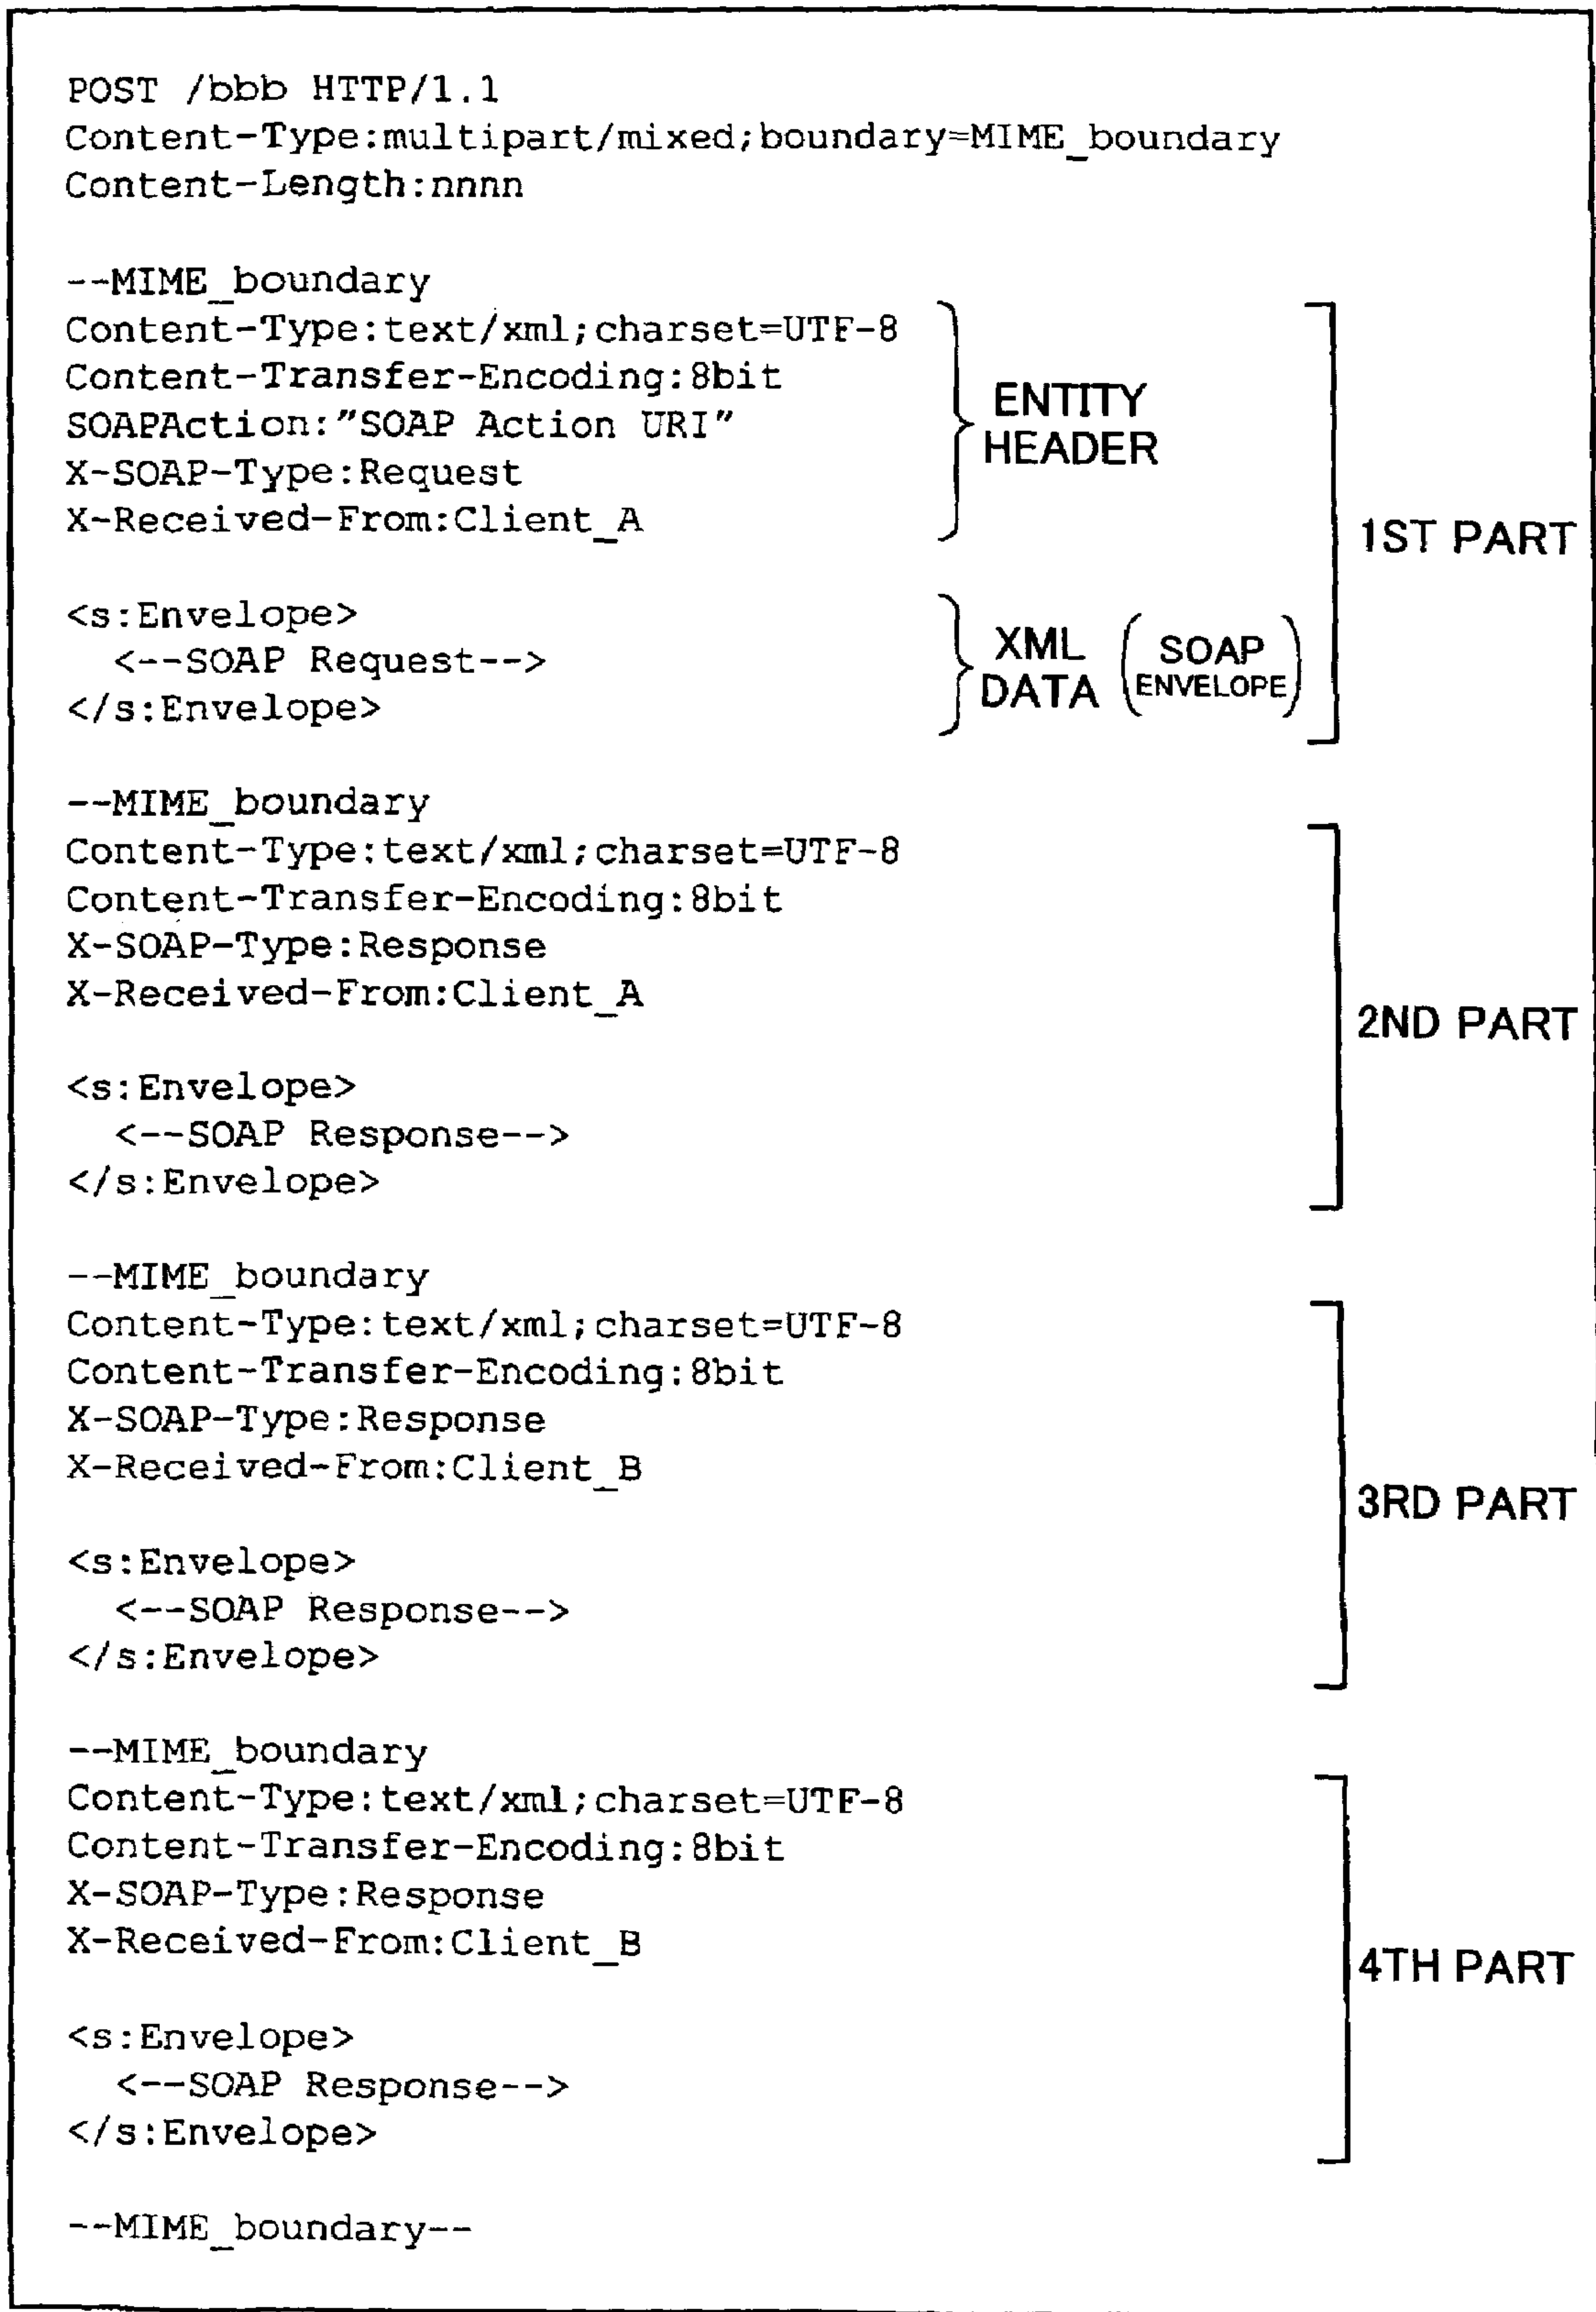 POST /bbb HTTP/1.1
Content-Type:multipart/mixed;boundary=MIME_boundary
Content-Length:nnnn
--MIME_boundary
Content-Type:text/xml;charset=UTF-8
Content-Transfer-Encoding:8bit
SOAPAction:"SOAP Action URI"
X-SOAP-Type:Request
X-Received-From:Client_A
ENTITY
HEADER
<s:Envelope>
<--SOAP Request-->
</s:Envelope>
XML
DATA
(SOAP
ENVELOPE)
1ST PART
--MIME_boundary
Content-Type:text/xml;charset=UTF-8
Content-Transfer-Encoding:8bit
X-SOAP-Type:Response
X-Received-From:Client_A
<s:Envelope>
<--SOAP Response-->
</s:Envelope>
2ND PART
--MIME_boundary
Content-Type:text/xml;charset=UTF-8
Content-Transfer-Encoding:8bit
X-SOAP-Type:Response
X-Received-From:Client_B
<s:Envelope>
<--SOAP Response-->
</s:Envelope>
3RD PART
--MIME_boundary
Content-Type:text/xml;charset=UTF-8
Content-Transfer-Encoding:8bit
X-SOAP-Type:Response
X-Received-From:Client_B
<s:Envelope>
<--SOAP Response-->
</s:Envelope>
4TH PART
--MIME_boundary--